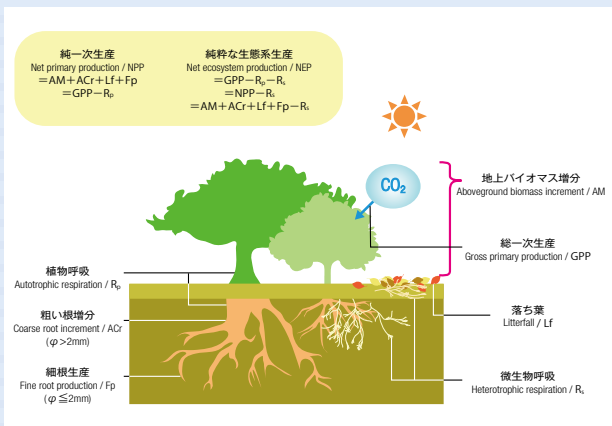 純一次生産
Net primary production / NPP
=AM+ACr+Lf+Fp
=GPP−Rp
純粋な生態系生産
Net ecosystem production / NEP
=GPP−Rp−Rs
=NPP−Rs
=AM+ACr+Lf+Fp−Rs
CO₂
地上バイオマス増分
Aboveground biomass increment / AM
総一次生産
Gross primary production / GPP
植物呼吸
Autotrophic respiration / Rp
粗い根増分
Coarse root increment / ACr
(φ>2mm)
落ち葉
Litterfall / Lf
細根生産
Fine root production / Fp
(φ≦2mm)
微生物呼吸
Heterotrophic respiration / Rs